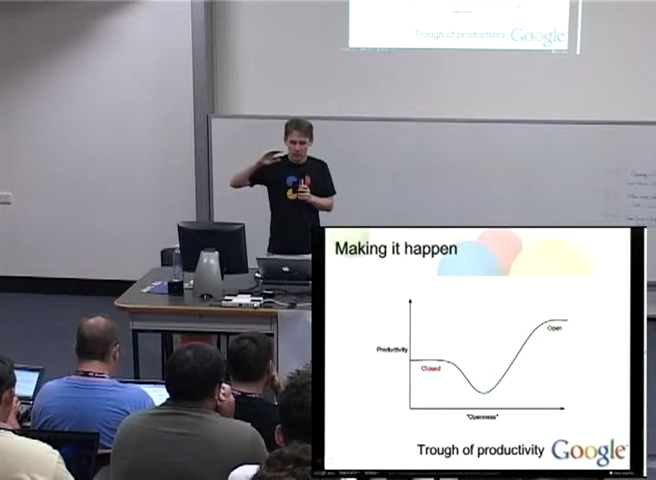 Trough of productivity Google
Making it happen
Productivity
Closed
Open
"Openness"
Trough of productivity Google